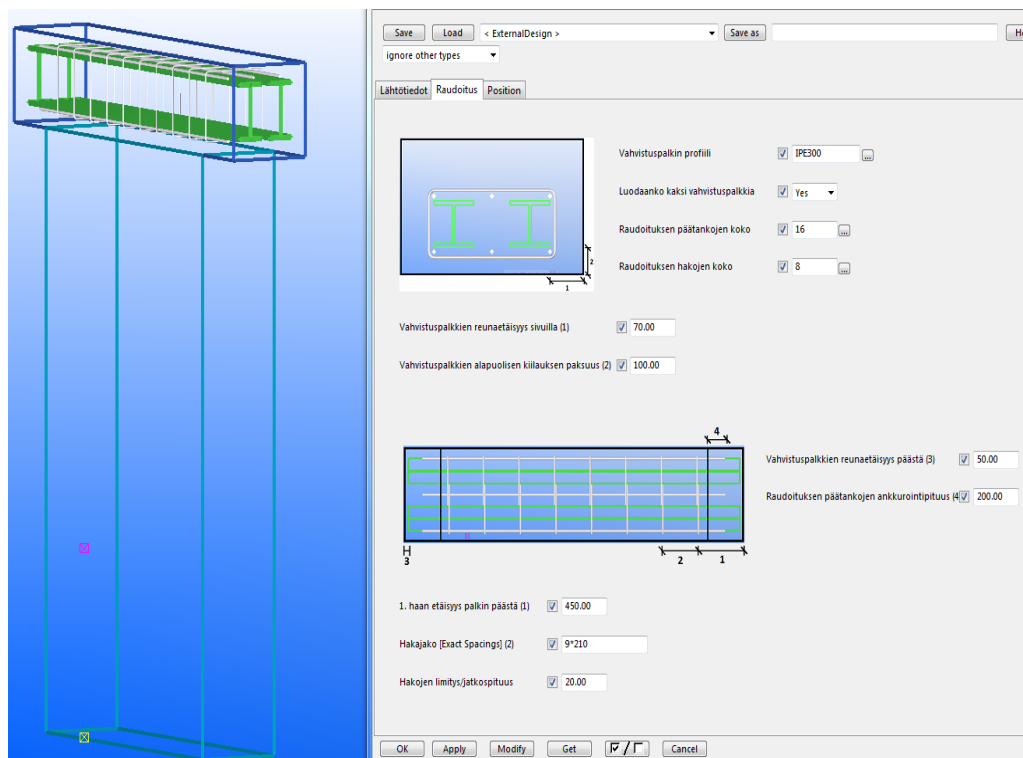 Save Load < ExternalDesign > Save as
ignore other types
Lähtötiedot Raudoitus Position
Vahvistuspalkin profiili IPE300 ...
Luodaanko kaksi vahvistuspalkkia Yes
Raudoituksen päätankojen koko 16 ...
Raudoituksen hakojen koko 8 ...
2
1
Vahvistuspalkkien reunaetäisyys sivuilla (1) 70.00
Vahvistuspalkkien alapuolisen kiilauksen paksuus (2) 100.00
4
Vahvistuspalkkien reunaetäisyys päästä (3) 50.00
Raudoituksen päätankojen ankkurointipituus (4 200.00
3
2
1
1. haan etäisyys palkin päästä (1) 450.00
Hakajako [Exact Spacings] (2) 9*210
Hakojen limitys/jatkospituus 20.00
OK Apply Modify Get / Cancel